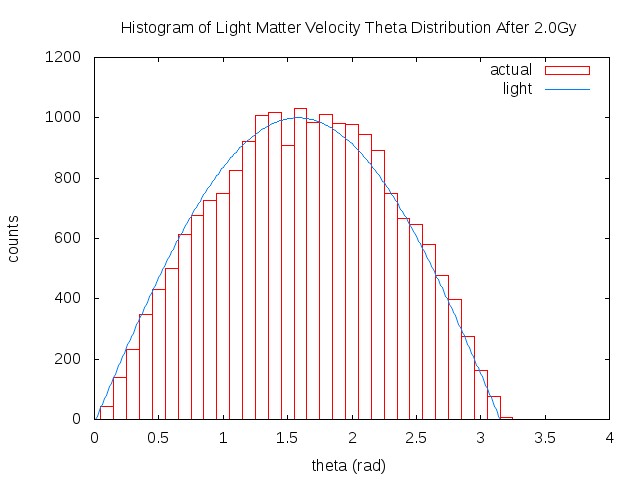 Histogram of Light Matter Velocity Theta Distribution After 2.0Gy
1200
1000
800
600
400
200
0
counts
actual
light
0 0.5 1 1.5 2 2.5 3 3.5 4
theta (rad)